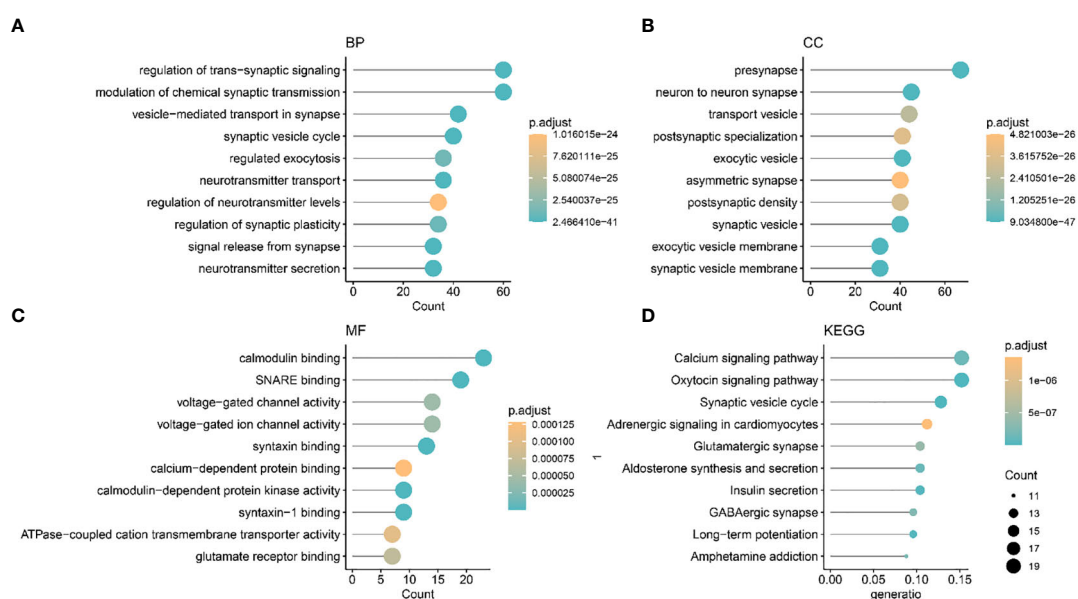 A
BP
regulation of trans-synaptic signaling
modulation of chemical synaptic transmission
vesicle-mediated transport in synapse
synaptic vesicle cycle
regulated exocytosis
neurotransmitter transport
regulation of neurotransmitter levels
regulation of synaptic plasticity
signal release from synapse
neurotransmitter secretion
0 20 40 60
Count
p.adjust
1.016015e-24
7.620111e-25
5.080074e-25
2.540037e-25
2.466410e-41
B
CC
presynapse
neuron to neuron synapse
transport vesicle
postsynaptic specialization
exocytic vesicle
asymmetric synapse
postsynaptic density
synaptic vesicle
exocytic vesicle membrane
synaptic vesicle membrane
0 20 40 60
Count
p.adjust
4.821003e-26
3.615752e-26
2.410501e-26
1.205251e-26
9.034800e-47
C
MF
calmodulin binding
SNARE binding
voltage-gated channel activity
voltage-gated ion channel activity
syntaxin binding
calcium-dependent protein binding
calmodulin-dependent protein kinase activity
syntaxin-1 binding
ATPase-coupled cation transmembrane transporter activity
glutamate receptor binding
0 5 10 15 20
Count
p.adjust
0.000125
0.000100
0.000075
0.000050
0.000025
1
D
KEGG
Calcium signaling pathway
Oxytocin signaling pathway
Synaptic vesicle cycle
Adrenergic signaling in cardiomyocytes
Glutamatergic synapse
Aldosterone synthesis and secretion
Insulin secretion
GABAergic synapse
Long-term potentiation
Amphetamine addiction
0.00 0.05 0.10 0.15
generatio
p.adjust
1e-06
5e-07
Count
11
13
15
17
19